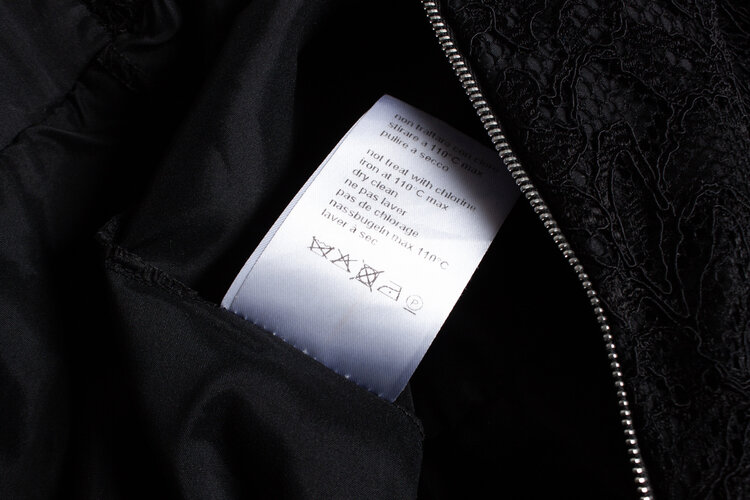 non trattare con cloro
stirare a 110°C max
pulire a secco
not treat with chlorine
iron at 110°C max
dry clean
ne pas laver
pas de chlorage
nassbugeln max 110°C
laver à sec
P